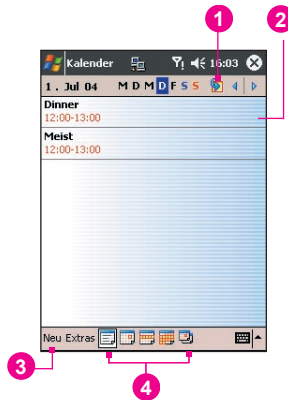 1
2
Kalender 16:03
1 . Jul 04 M D M D F S S
Dinner
12:00-13:00
Meist
12:00-13:00
Neu Extras
3
4